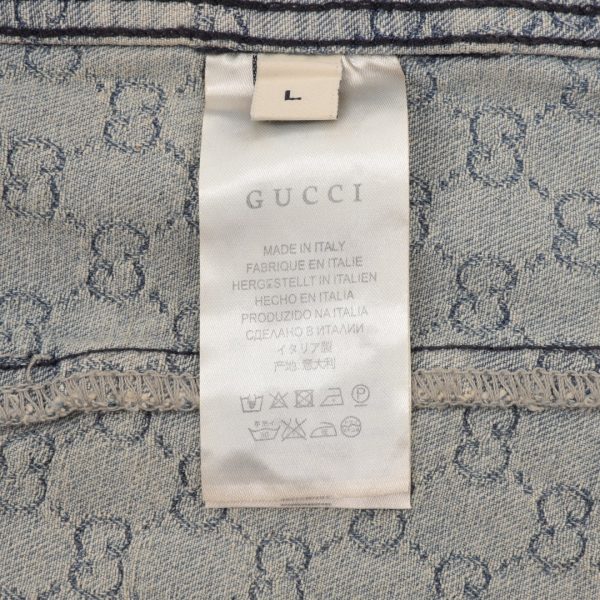 L
GUCCI
MADE IN ITALY
FABRIQUE EN ITALIE
HERGESTELLT IN ITALIEN
HECHO EN ITALIA
PRODUZIDO NA ITALIA
СДЕЛАНО В ИТАЛИИ
イタリア製
产地:意大利